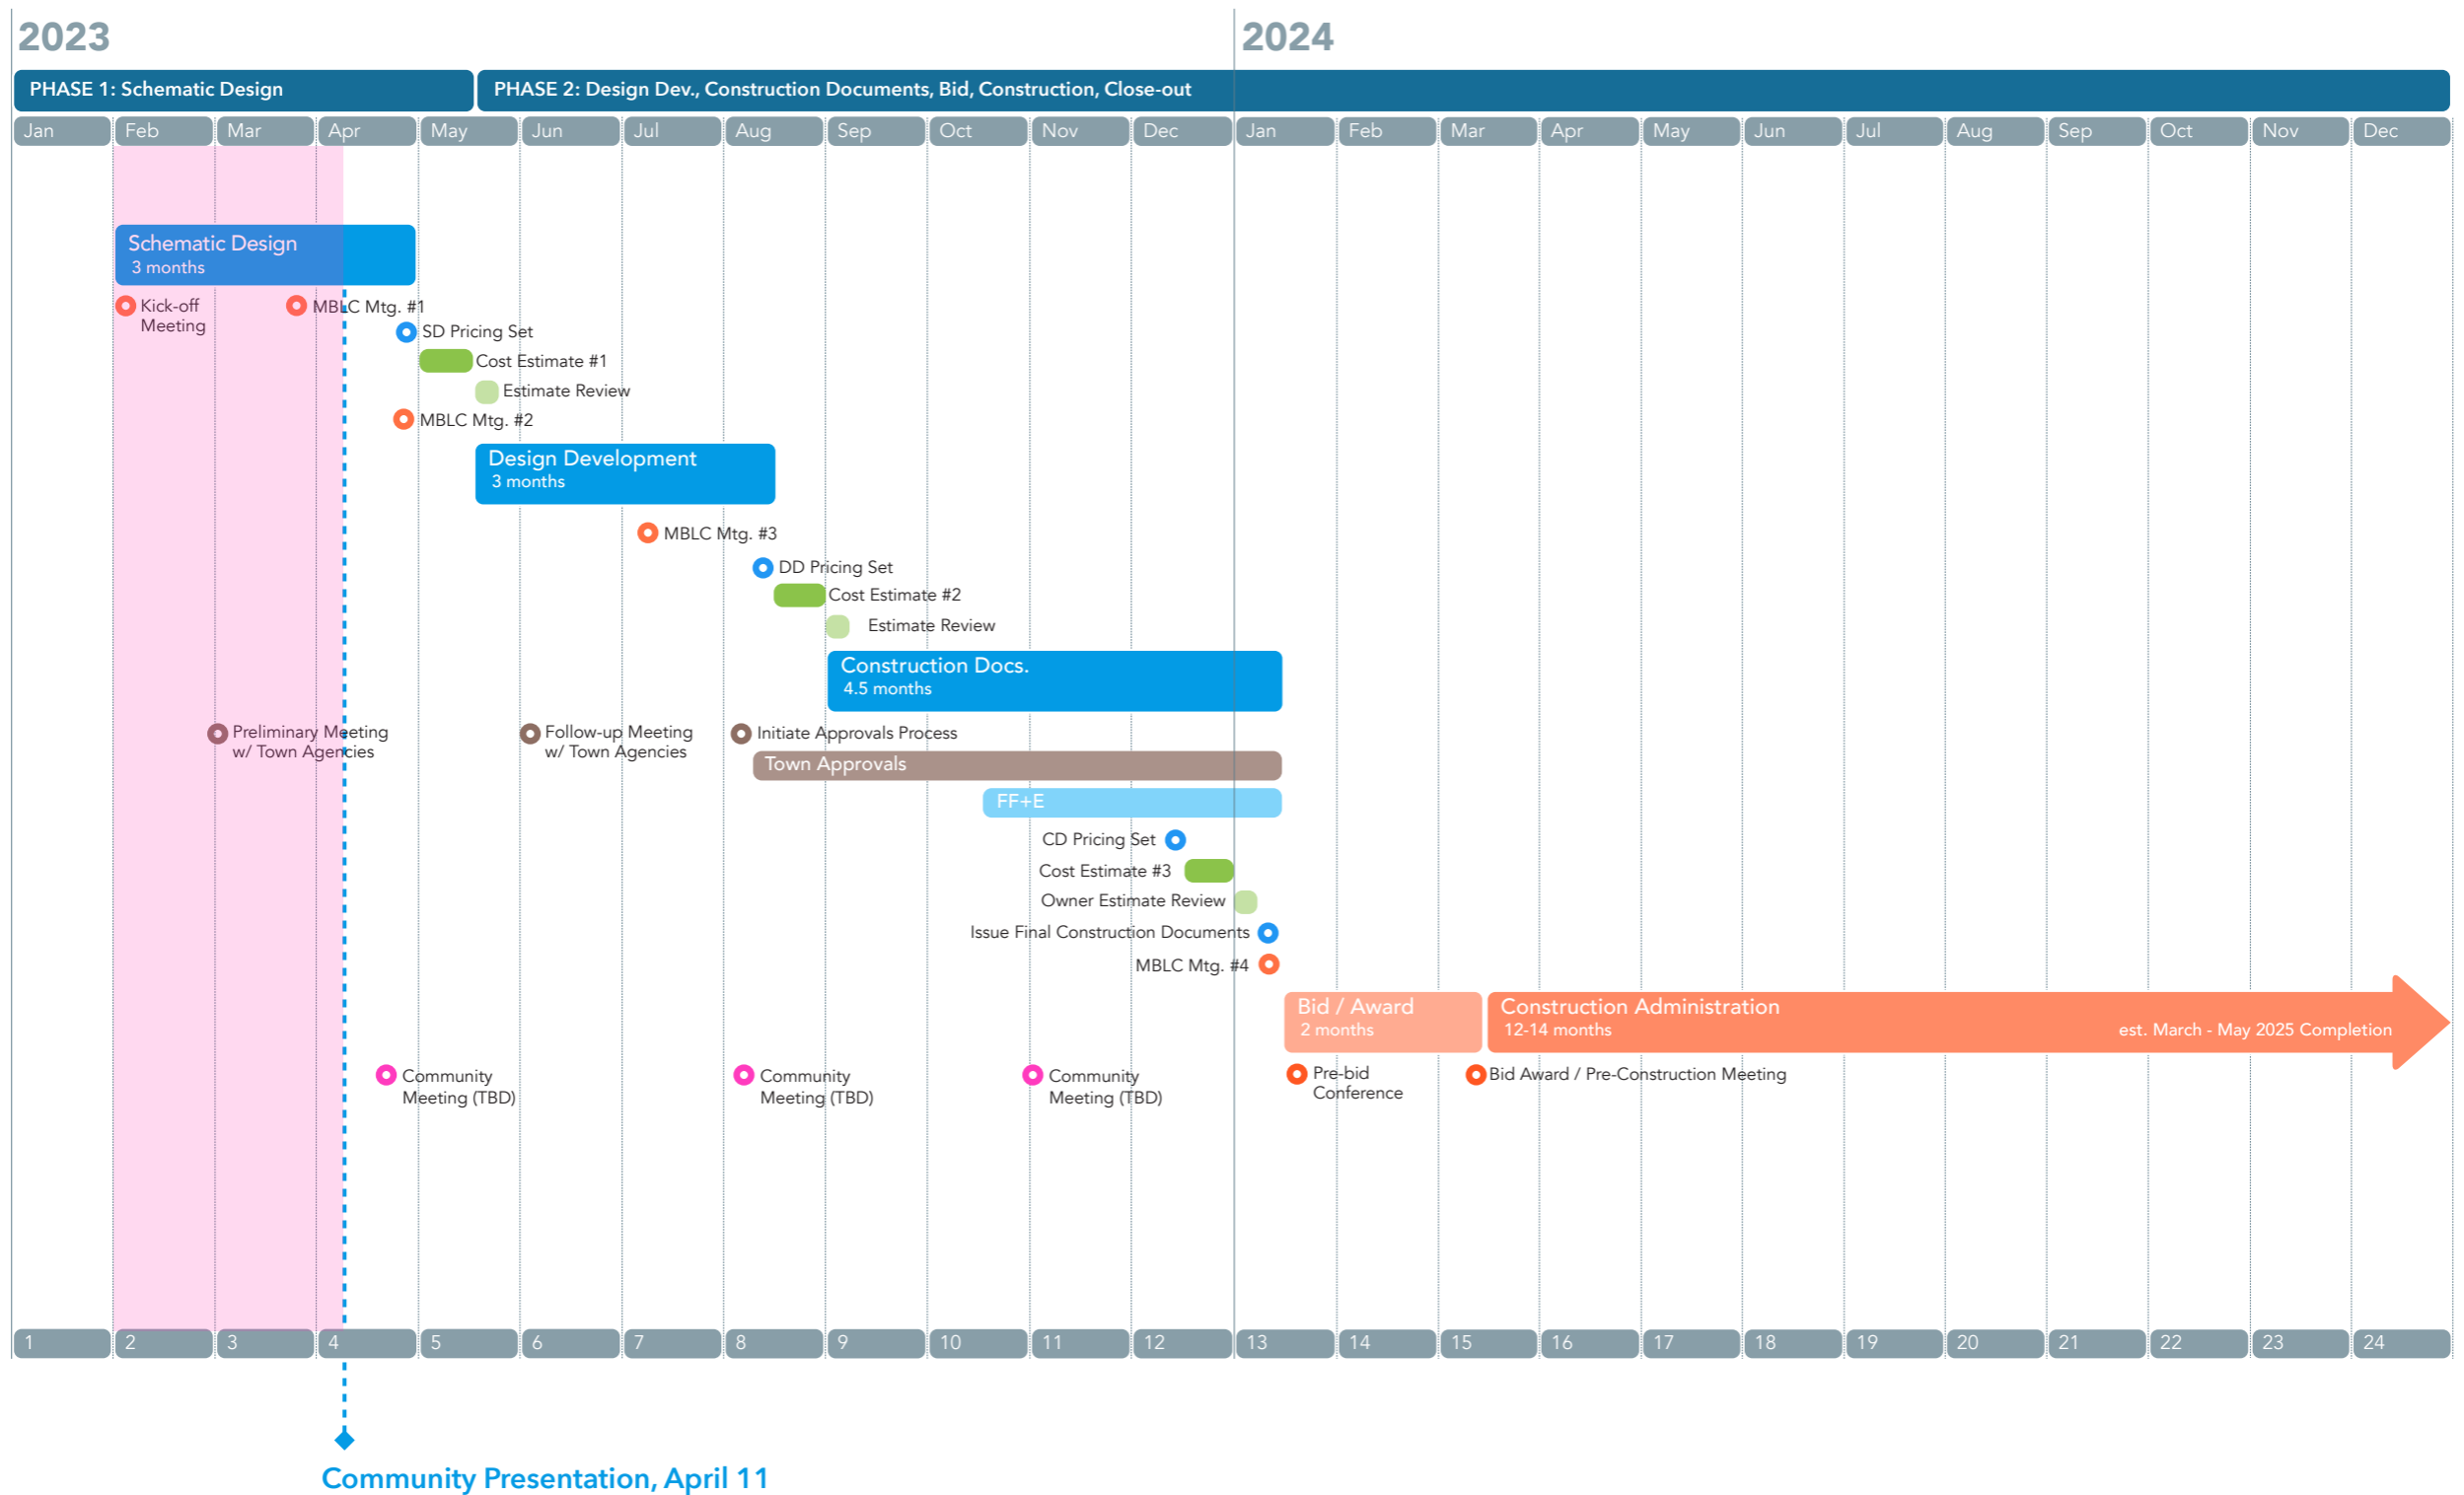 2023
2024
PHASE 1: Schematic Design
PHASE 2: Design Dev., Construction Documents, Bid, Construction, Close-out
Jan
Feb
Mar
Apr
May
Jun
Jul
Aug
Sep
Oct
Nov
Dec
Jan
Feb
Mar
Apr
May
Jun
Jul
Aug
Sep
Oct
Nov
Dec
Schematic Design
3 months
Kick-off
Meeting
MBLC Mtg. #1
SD Pricing Set
Cost Estimate #1
Estimate Review
MBLC Mtg. #2
Design Development
3 months
MBLC Mtg. #3
DD Pricing Set
Cost Estimate #2
Estimate Review
Construction Docs.
4.5 months
Preliminary Meeting
w/ Town Agencies
Follow-up Meeting
w/ Town Agencies
Initiate Approvals Process
Town Approvals
FF+E
CD Pricing Set
Cost Estimate #3
Owner Estimate Review
Issue Final Construction Documents
MBLC Mtg. #4
Bid / Award
2 months
Construction Administration
12-14 months
est. March - May 2025 Completion
Community
Meeting (TBD)
Community
Meeting (TBD)
Community
Meeting (TBD)
Pre-bid
Conference
Bid Award / Pre-Construction Meeting
1
2
3
4
5
6
7
8
9
10
11
12
13
14
15
16
17
18
19
20
21
22
23
24
Community Presentation, April 11